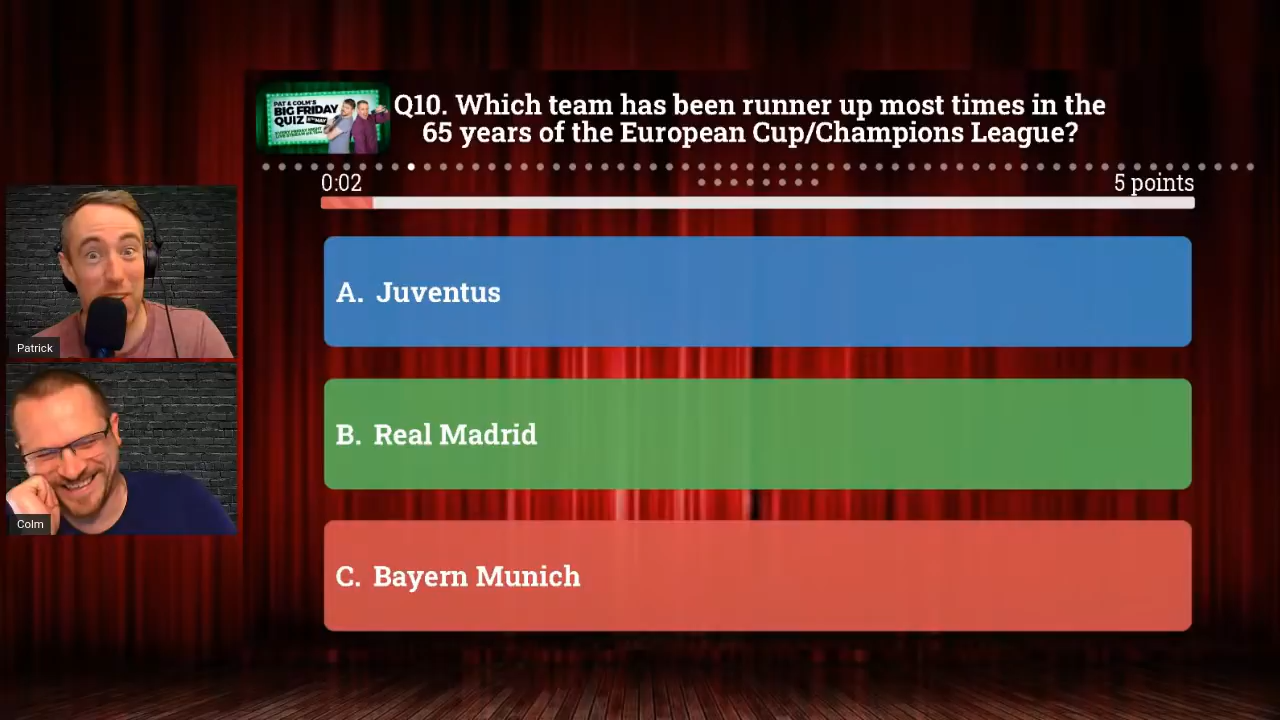 PAT & COLM'S
BIG FRIDAY
QUIZ
Q10. Which team has been runner up most times in the
65 years of the European Cup/Champions League?
0:02
5 points
A. Juventus
Patrick
B. Real Madrid
Colm
C. Bayern Munich